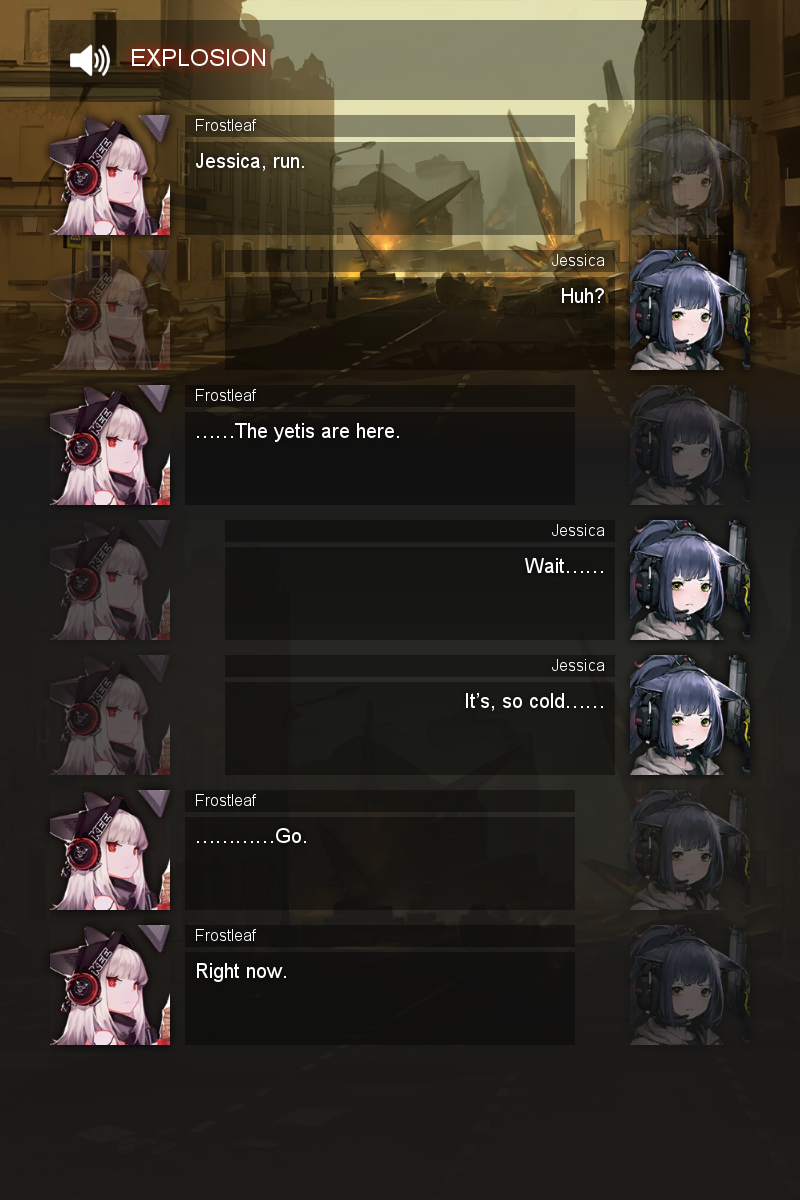 EXPLOSION
Frostleaf
Jessica, run.
Jessica
Huh?
Frostleaf
……The yetis are here.
Jessica
Wait……
Jessica
It’s, so cold……
Frostleaf
…………Go.
Frostleaf
Right now.